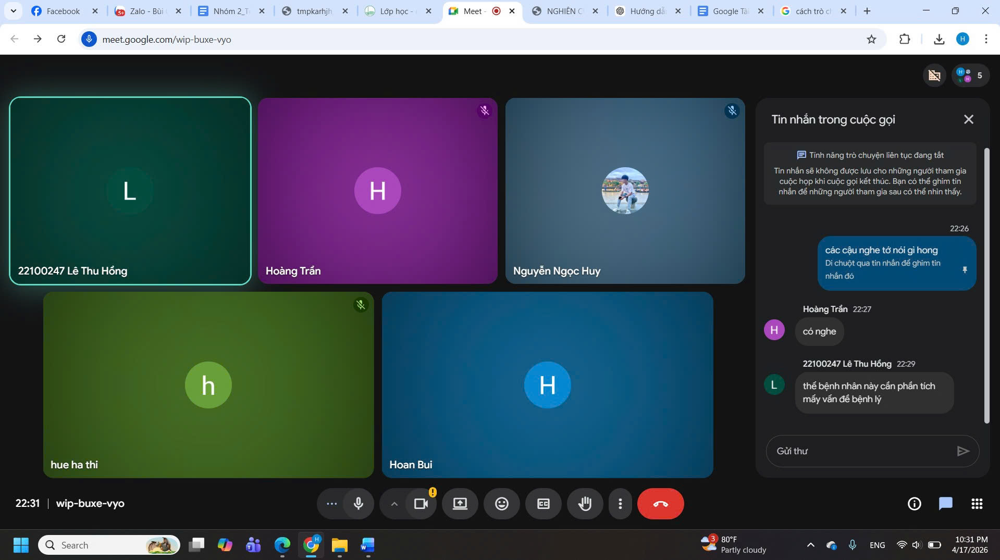 Facebook
Zalo - Bùi
Nhóm 2_T
tmpkarhjh
Lớp học -
Meet -
NGHIÊN C
Hướng dẫ
Google Tài
cách trò c
meet.google.com/wip-buxe-vyo
5
L
22100247 Lê Thu Hồng
H
Hoàng Trần
Nguyễn Ngọc Huy
h
hue ha thi
H
Hoan Bui
Tin nhắn trong cuộc gọi
Tính năng trò chuyện liên tục đang tắt
Tin nhắn sẽ không được lưu cho những người tham gia
cuộc họp khi cuộc gọi kết thúc. Bạn có thể ghim tin
nhắn để những người tham gia sau có thể nhìn thấy.
22:26
các cậu nghe tớ nói gì hong
Di chuột qua tin nhắn để ghim tin
nhắn đó
Hoàng Trần 22:27
H
có nghe
22100247 Lê Thu Hồng 22:29
L
thế bệnh nhân này cần phần tích
mấy vấn đề bệnh lý
Gửi thư
22:31 | wip-buxe-vyo
Search
3
80°F
Partly cloudy
ENG
10:31 PM
4/17/2026